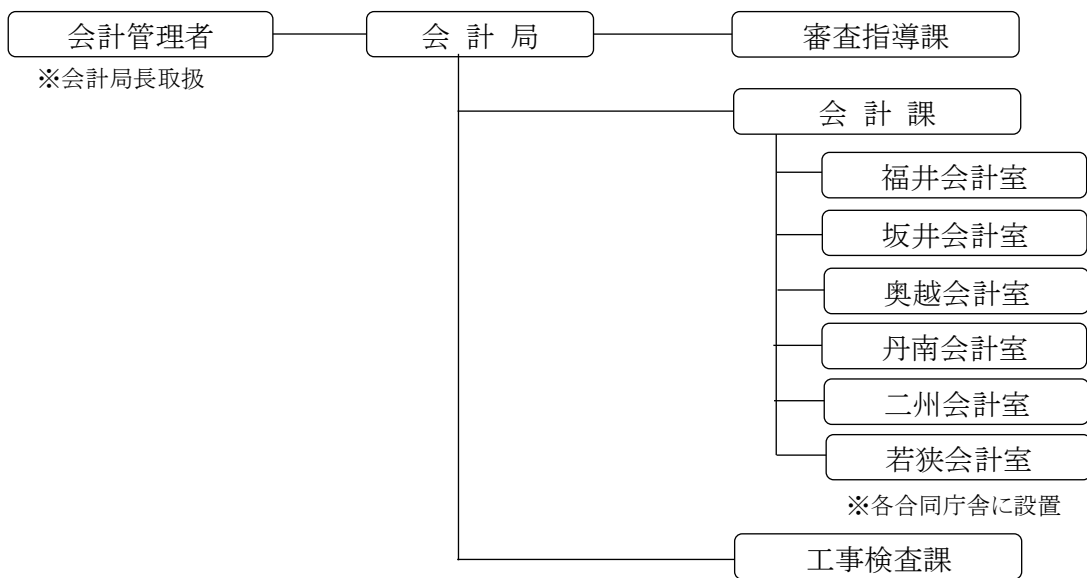 会計管理者
会 計 局
審査指導課
※会計局長取扱
会 計 課
福井会計室
坂井会計室
奥越会計室
丹南会計室
二州会計室
若狭会計室
※各合同庁舎に設置
工事検査課